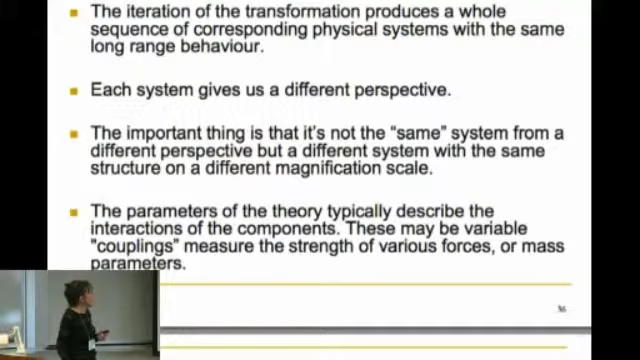 The iteration of the transformation produces a whole
sequence of corresponding physical systems with the same
long range behaviour.
Each system gives us a different perspective.
The important thing is that it's not the “same” system from a
different perspective but a different system with the same
structure on a different magnification scale.
The parameters of the theory typically describe the
interactions of the components. These may be variable
"couplings" measure the strength of various forces, or mass
parameters.
36